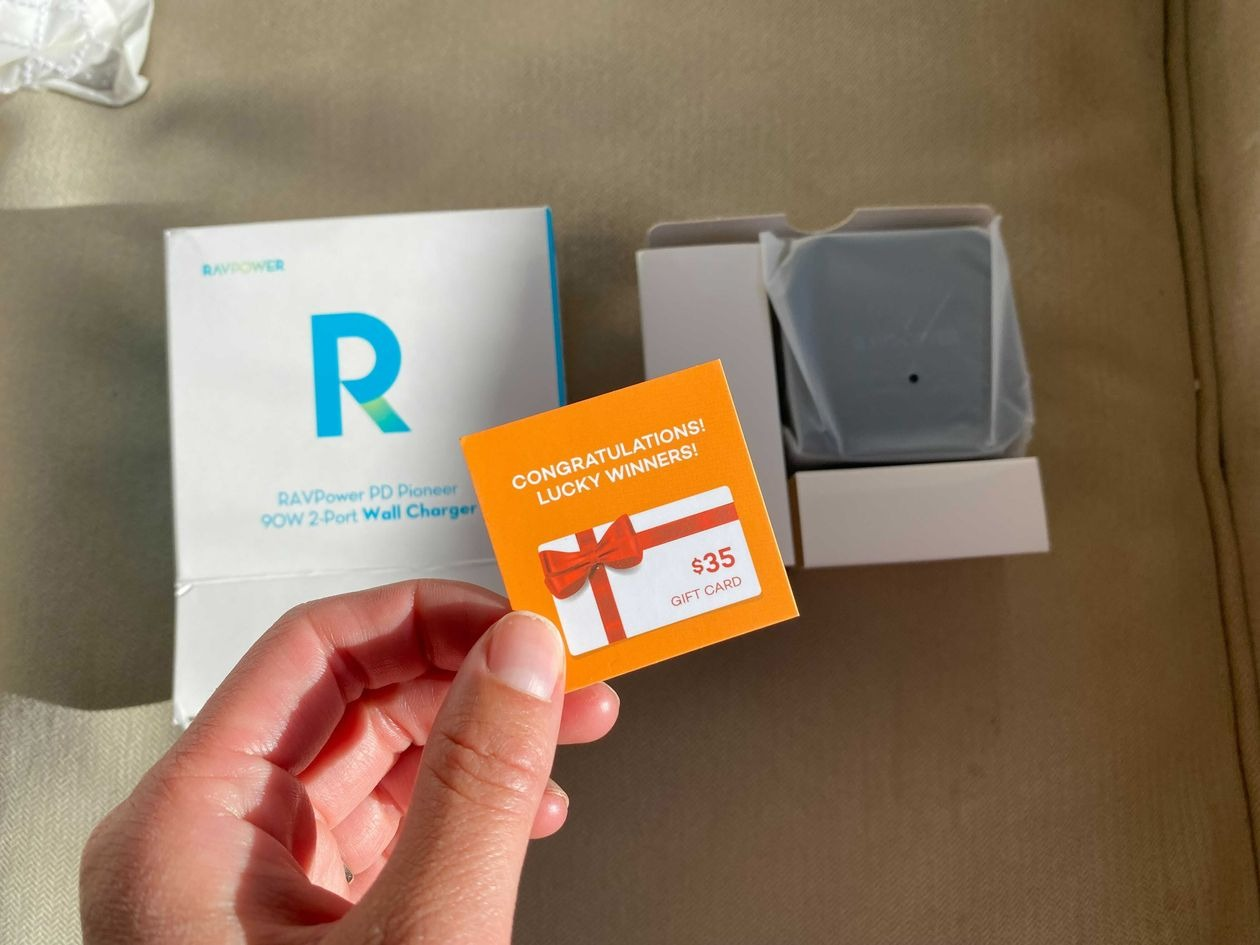 RAVPOWER
R
RAVPower PD Pioneer
90W 2-Port Wall Charger
CONGRATULATIONS!
LUCKY WINNERS!
$35
GIFT CARD